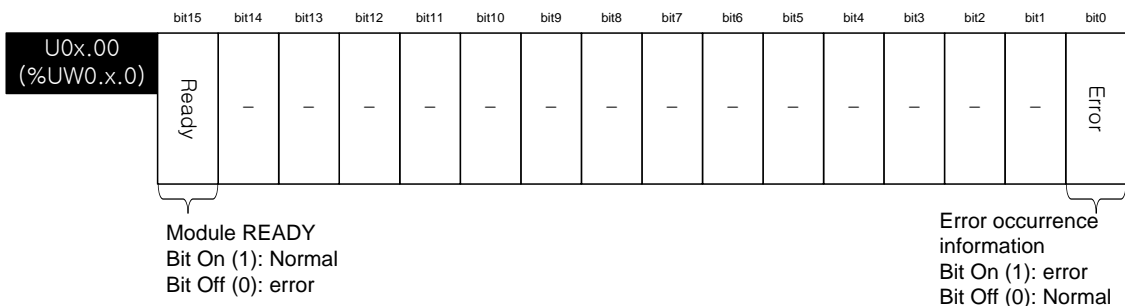 bit15 bit14 bit13 bit12 bit11 bit10 bit9 bit8 bit7 bit6 bit5 bit4 bit3 bit2 bit1 bit0
U0x.00
(%UW0.x.0)
Ready – – – – – – – – – – – – – – Error
Module READY
Bit On (1): Normal
Bit Off (0): error
Error occurrence
information
Bit On (1): error
Bit Off (0): Normal